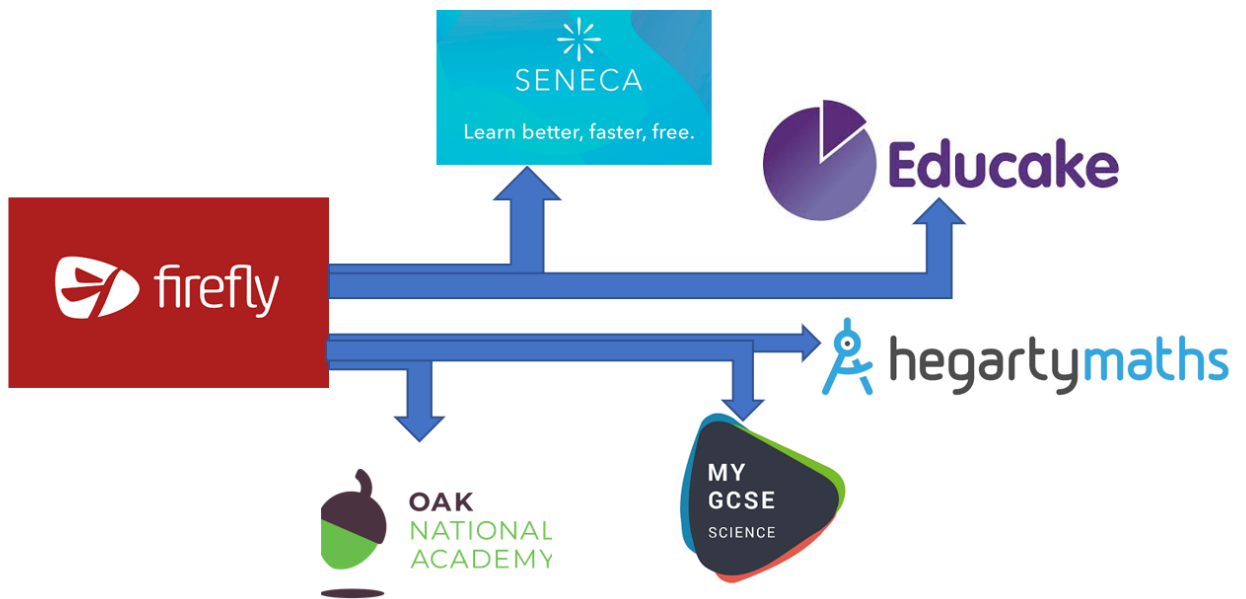 SENECA
Learn better, faster, free.
Educake
firefly
hegartymaths
MY
GCSE
SCIENCE
OAK
NATIONAL
ACADEMY